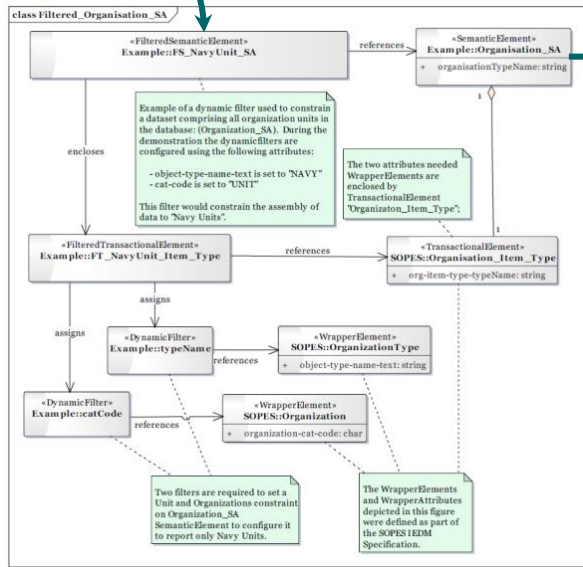 class Filtered_Organisation_SA
«FilteredSemanticElement»
Example::FS_NavyUnit_SA
references
«SemanticElement»
Example::Organisation_SA
+ organisationTypeName: string
1
Example of a dynamic filter used to constrain
a dataset comprising all organization units in
the database: (Organization_SA). During the
demonstration the dynamicfilters are
configured using the following attributes:
- object-type-name-text is set to "NAVY"
- cat-code is set to "UNIT"
This filter would constrain the assembly of
data to "Navy Units".
encloses
The two attributes needed
WrapperElements are
enclosed by
TransactionalElement
"Organizaton_Item_Type";
1
«FilteredTransactionalElement»
Example::FT_NavyUnit_Item_Type
references
«TransactionalElement»
SOPES::Organisation_Item_Type
+ org-item-type-typeName: string
assigns
assigns
«DynamicFilter»
Example::typeName
references
«WrapperElement»
SOPES::OrganizationType
+ object-type-name-text: string
«DynamicFilter»
Example::catCode
references
«WrapperElement»
SOPES::Organization
+ organization-cat-code: char
Two filters are required to set a
Unit and Organizations constraint
on Organization_SA
SemanticElement to configure it
to report only Navy Units.
The WrapperElements
and WrapperAttributes
depicted in this figure
were defined as part of
the SOPES IEDM
Specification.